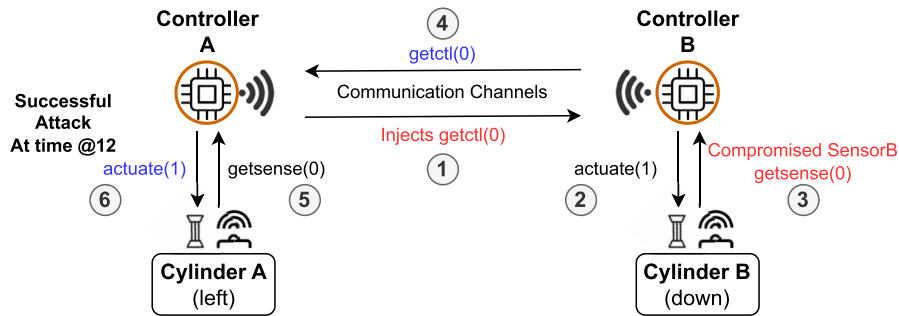 Controller
A
4
getctl(0)
Controller
B
Communication Channels
Successful
Attack
At time @12
Injects getctl(0)
1
actuate(1)
getsense(0)
6
5
actuate(1)
Compromised SensorB
getsense(0)
2
3
Cylinder A
(left)
Cylinder B
(down)